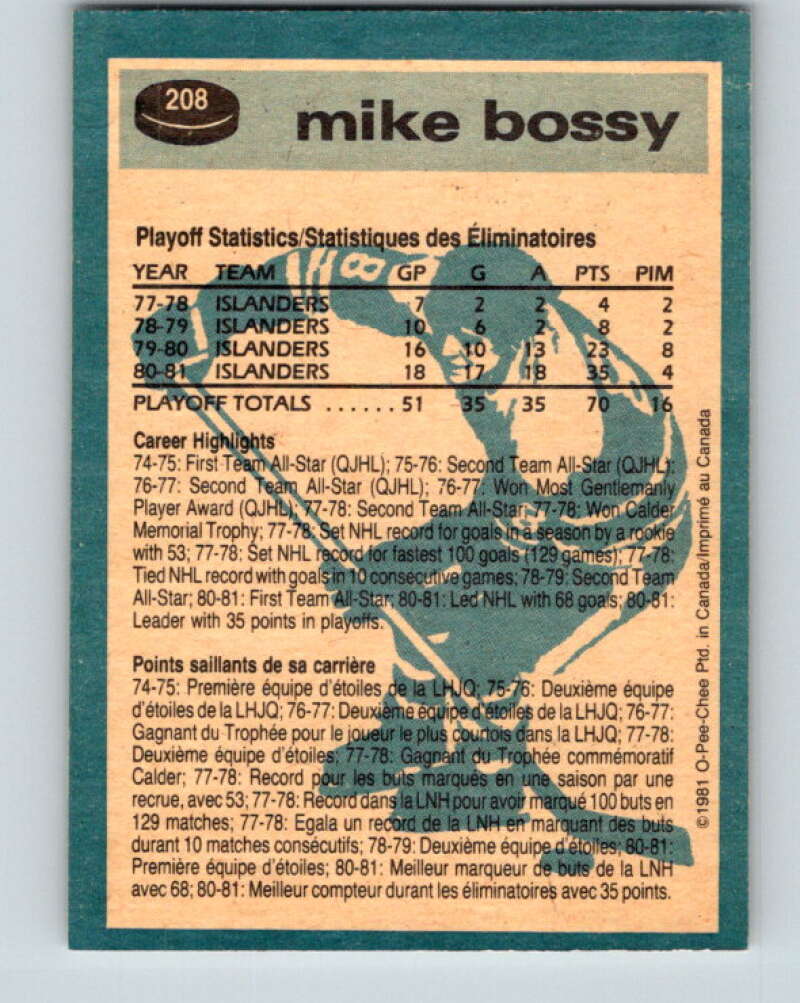 208
mike bossy
Playoff Statistics/Statistiques des Éliminatoires
YEAR TEAM GP G A PTS PIM
77-78 ISLANDERS 7 2 2 4 2
78-79 ISLANDERS 10 6 2 8 2
79-80 ISLANDERS 16 10 13 23 8
80-81 ISLANDERS 18 17 18 35 4
PLAYOFF TOTALS ...... 51 35 35 70 16
Career Highlights
74-75: First Team All-Star (QJHL); 75-76: Second Team All-Star (QJHL);
76-77: Second Team All-Star (QJHL); 76-77: Won Most Gentlemanly
Player Award (QJHL); 77-78: Second Team All-Star; 77-78: Won Calder
Memorial Trophy; 77-78: Set NHL record for goals in a season by a rookie
with 53; 77-78: Set NHL record for fastest 100 goals (129 games); 77-78:
Tied NHL record with goals in 10 consecutive games; 78-79: Second Team
All-Star; 80-81: First Team All-Star; 80-81: Led NHL with 68 goals; 80-81:
Leader with 35 points in playoffs.
Points saillants de sa carrière
74-75: Première équipe d'étoiles de la LHJQ; 75-76: Deuxième équipe
d'étoiles de la LHJQ; 76-77: Deuxième équipe d'étoiles de la LHJQ; 76-77:
Gagnant du Trophée pour le joueur le plus courtois dans la LHJQ; 77-78:
Deuxième équipe d'étoiles; 77-78: Gagnant du Trophée commémoratif
Calder; 77-78: Record pour les buts marqués en une saison par une
recrue, avec 53; 77-78: Record dans la LNH pour avoir marqué 100 buts en
129 matches; 77-78: Egala un record de la LNH en marquant des buts
durant 10 matches consécutifs; 78-79: Deuxième équipe d'étoiles; 80-81:
Première équipe d'étoiles; 80-81: Meilleur marqueur de buts de la LNH
avec 68; 80-81: Meilleur compteur durant les éliminatoires avec 35 points.
©1981 O-Pee-Chee Ptd. in Canada/Imprimé au Canada